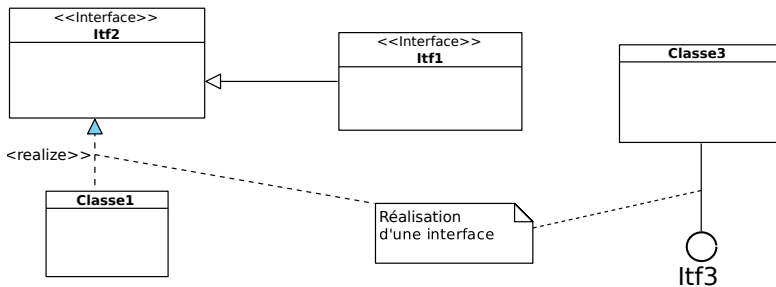 <<Interface>>
Itf2
<<Interface>>
Itf1
Classe3
<realize>>
Classe1
Réalisation
d'une interface
Itf3